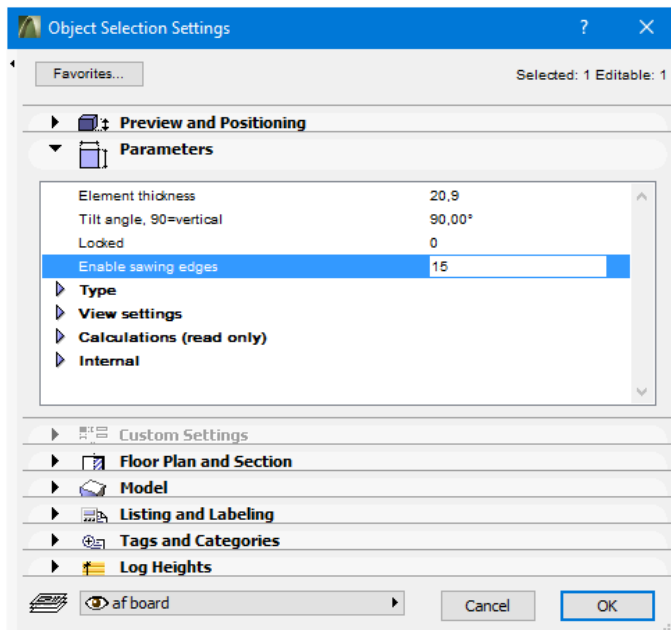 Object Selection Settings ?
Favorites... Selected: 1 Editable: 1
Preview and Positioning
Parameters
Element thickness 20,9
Tilt angle, 90=vertical 90,00°
Locked 0
Enable sawing edges 15
Type
View settings
Calculations (read only)
Internal
Custom Settings
Floor Plan and Section
Model
Listing and Labeling
Tags and Categories
Log Heights
af board Cancel OK